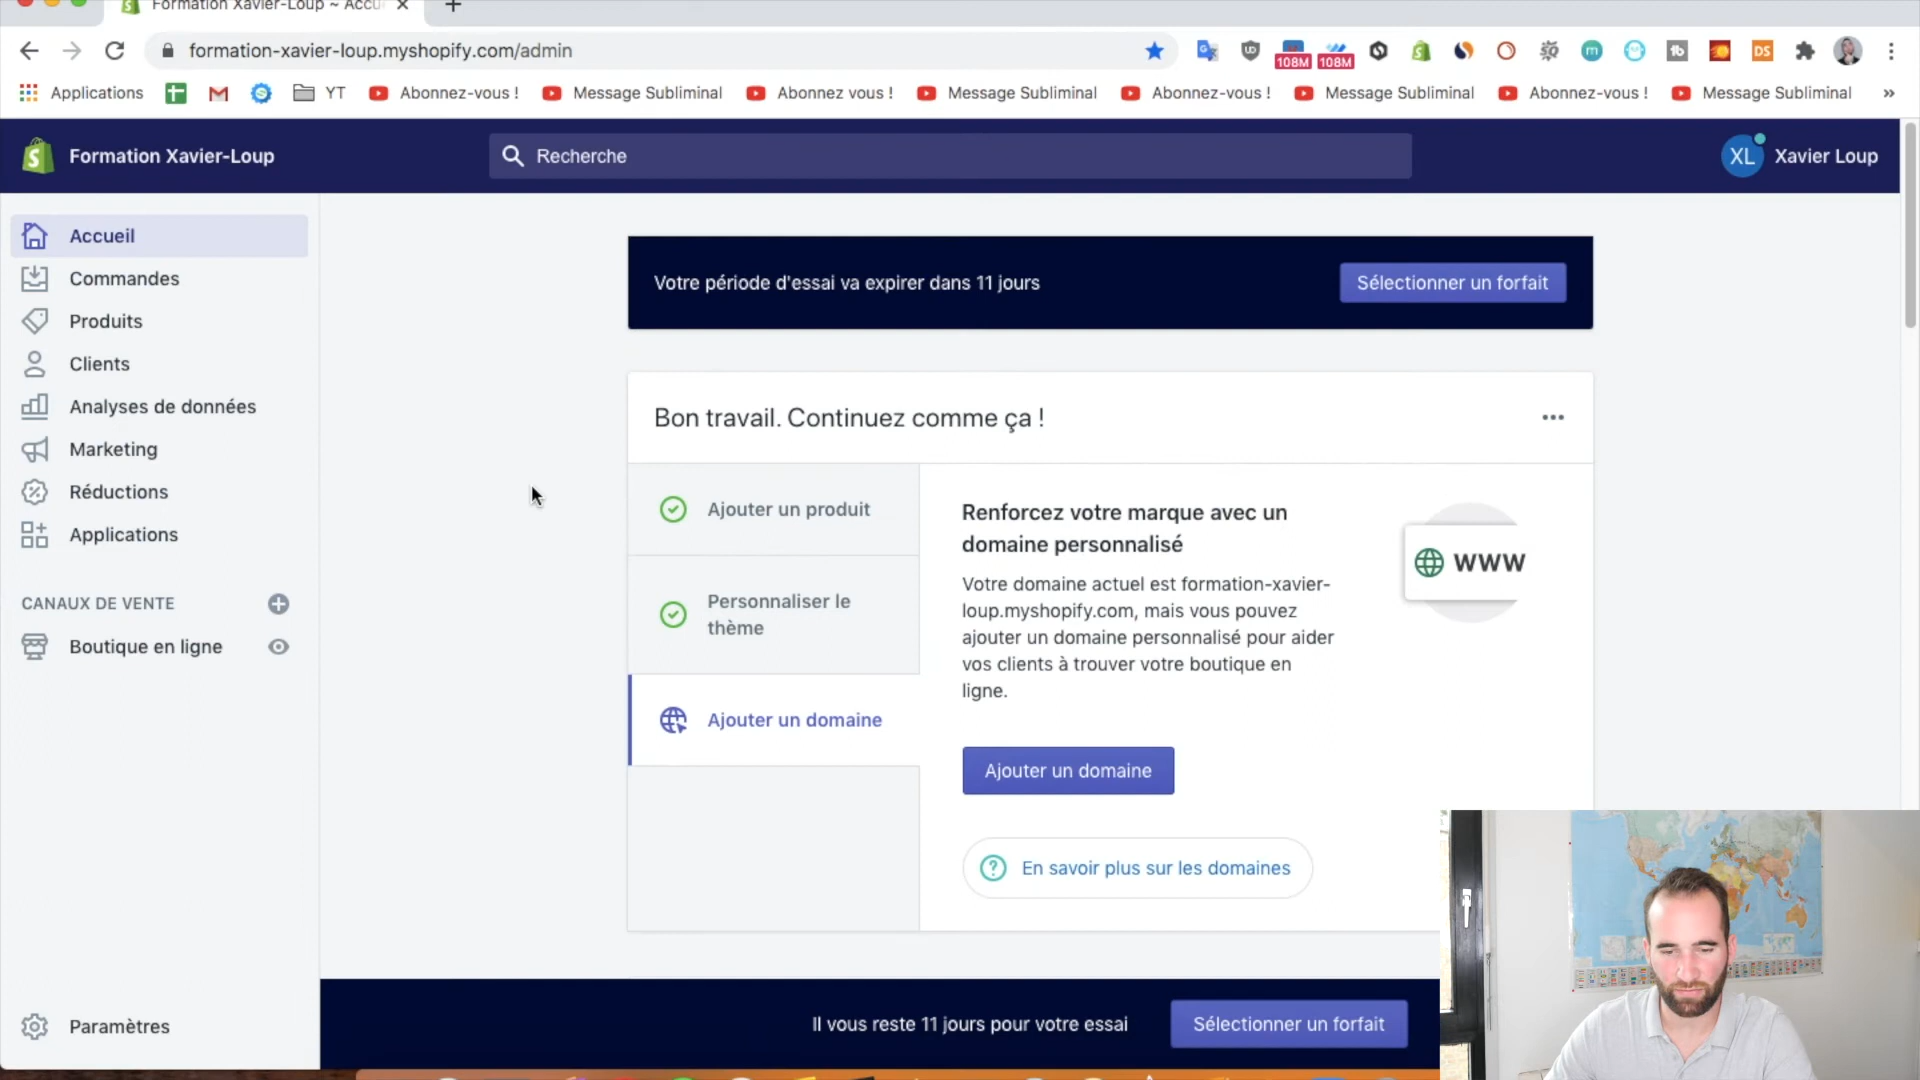 Formation Xavier-Loup ~ Accu
formation-xavier-loup.myshopify.com/admin
108M
108M
DS
Applications
YT
Abonnez-vous !
Message Subliminal
Abonnez vous !
Message Subliminal
Abonnez-vous !
Message Subliminal
Abonnez-vous !
Message Subliminal
»
Formation Xavier-Loup
Recherche
XL
Xavier Loup
Accueil
Commandes
Produits
Clients
Analyses de données
Marketing
Réductions
Applications
CANAUX DE VENTE
Boutique en ligne
Paramètres
Votre période d'essai va expirer dans 11 jours
Sélectionner un forfait
Bon travail. Continuez comme ça !
Ajouter un produit
Personnaliser le
thème
Ajouter un domaine
Renforcez votre marque avec un
domaine personnalisé
Votre domaine actuel est formation-xavier-
loup.myshopify.com, mais vous pouvez
ajouter un domaine personnalisé pour aider
vos clients à trouver votre boutique en
ligne.
WWW
Ajouter un domaine
En savoir plus sur les domaines
Il vous reste 11 jours pour votre essai
Sélectionner un forfait